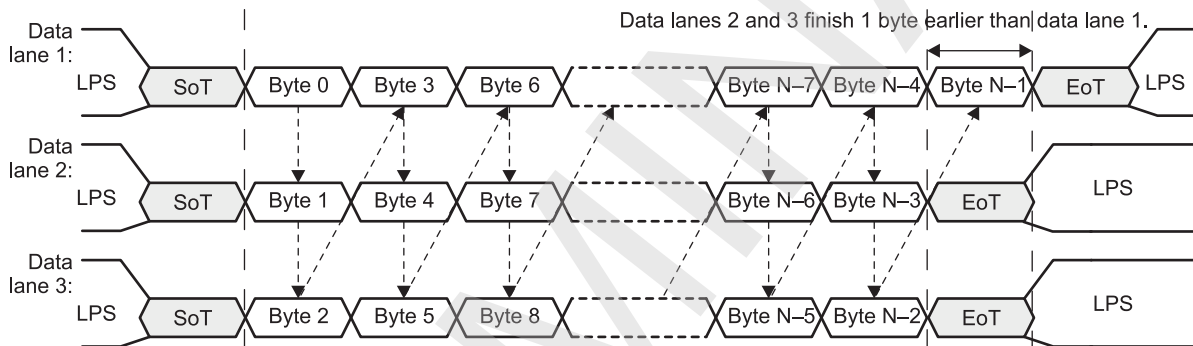 Data lanes 2 and 3 finish 1 byte earlier than data lane 1.
Data
lane 1:
LPS SoT Byte 0 Byte 3 Byte 6 Byte N–7 Byte N–4 Byte N–1 EoT LPS
Data
lane 2:
LPS SoT Byte 1 Byte 4 Byte 7 Byte N–6 Byte N–3 EoT LPS
Data
lane 3:
LPS SoT Byte 2 Byte 5 Byte 8 Byte N–5 Byte N–2 EoT LPS